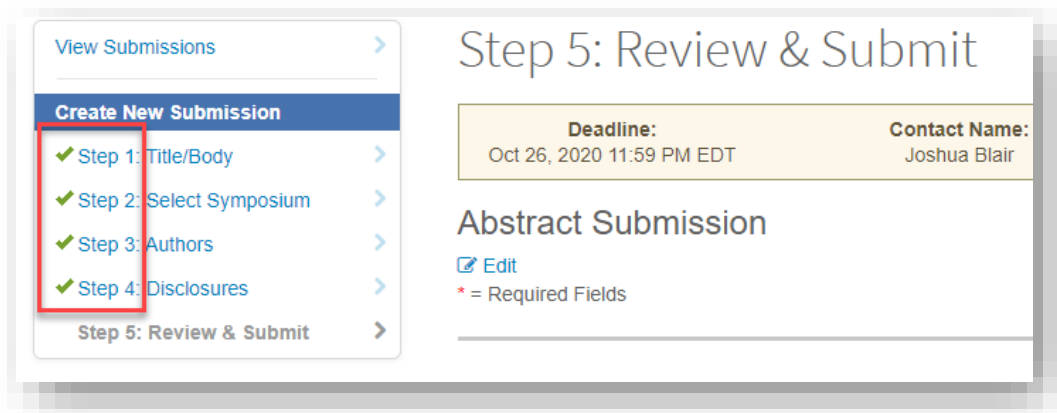 View Submissions
Create New Submission
Step 1: Title/Body
Step 2: Select Symposium
Step 3: Authors
Step 4: Disclosures
Step 5: Review & Submit
Step 5: Review & Submit
Deadline:
Oct 26, 2020 11:59 PM EDT
Contact Name:
Joshua Blair
Abstract Submission
Edit
* = Required Fields